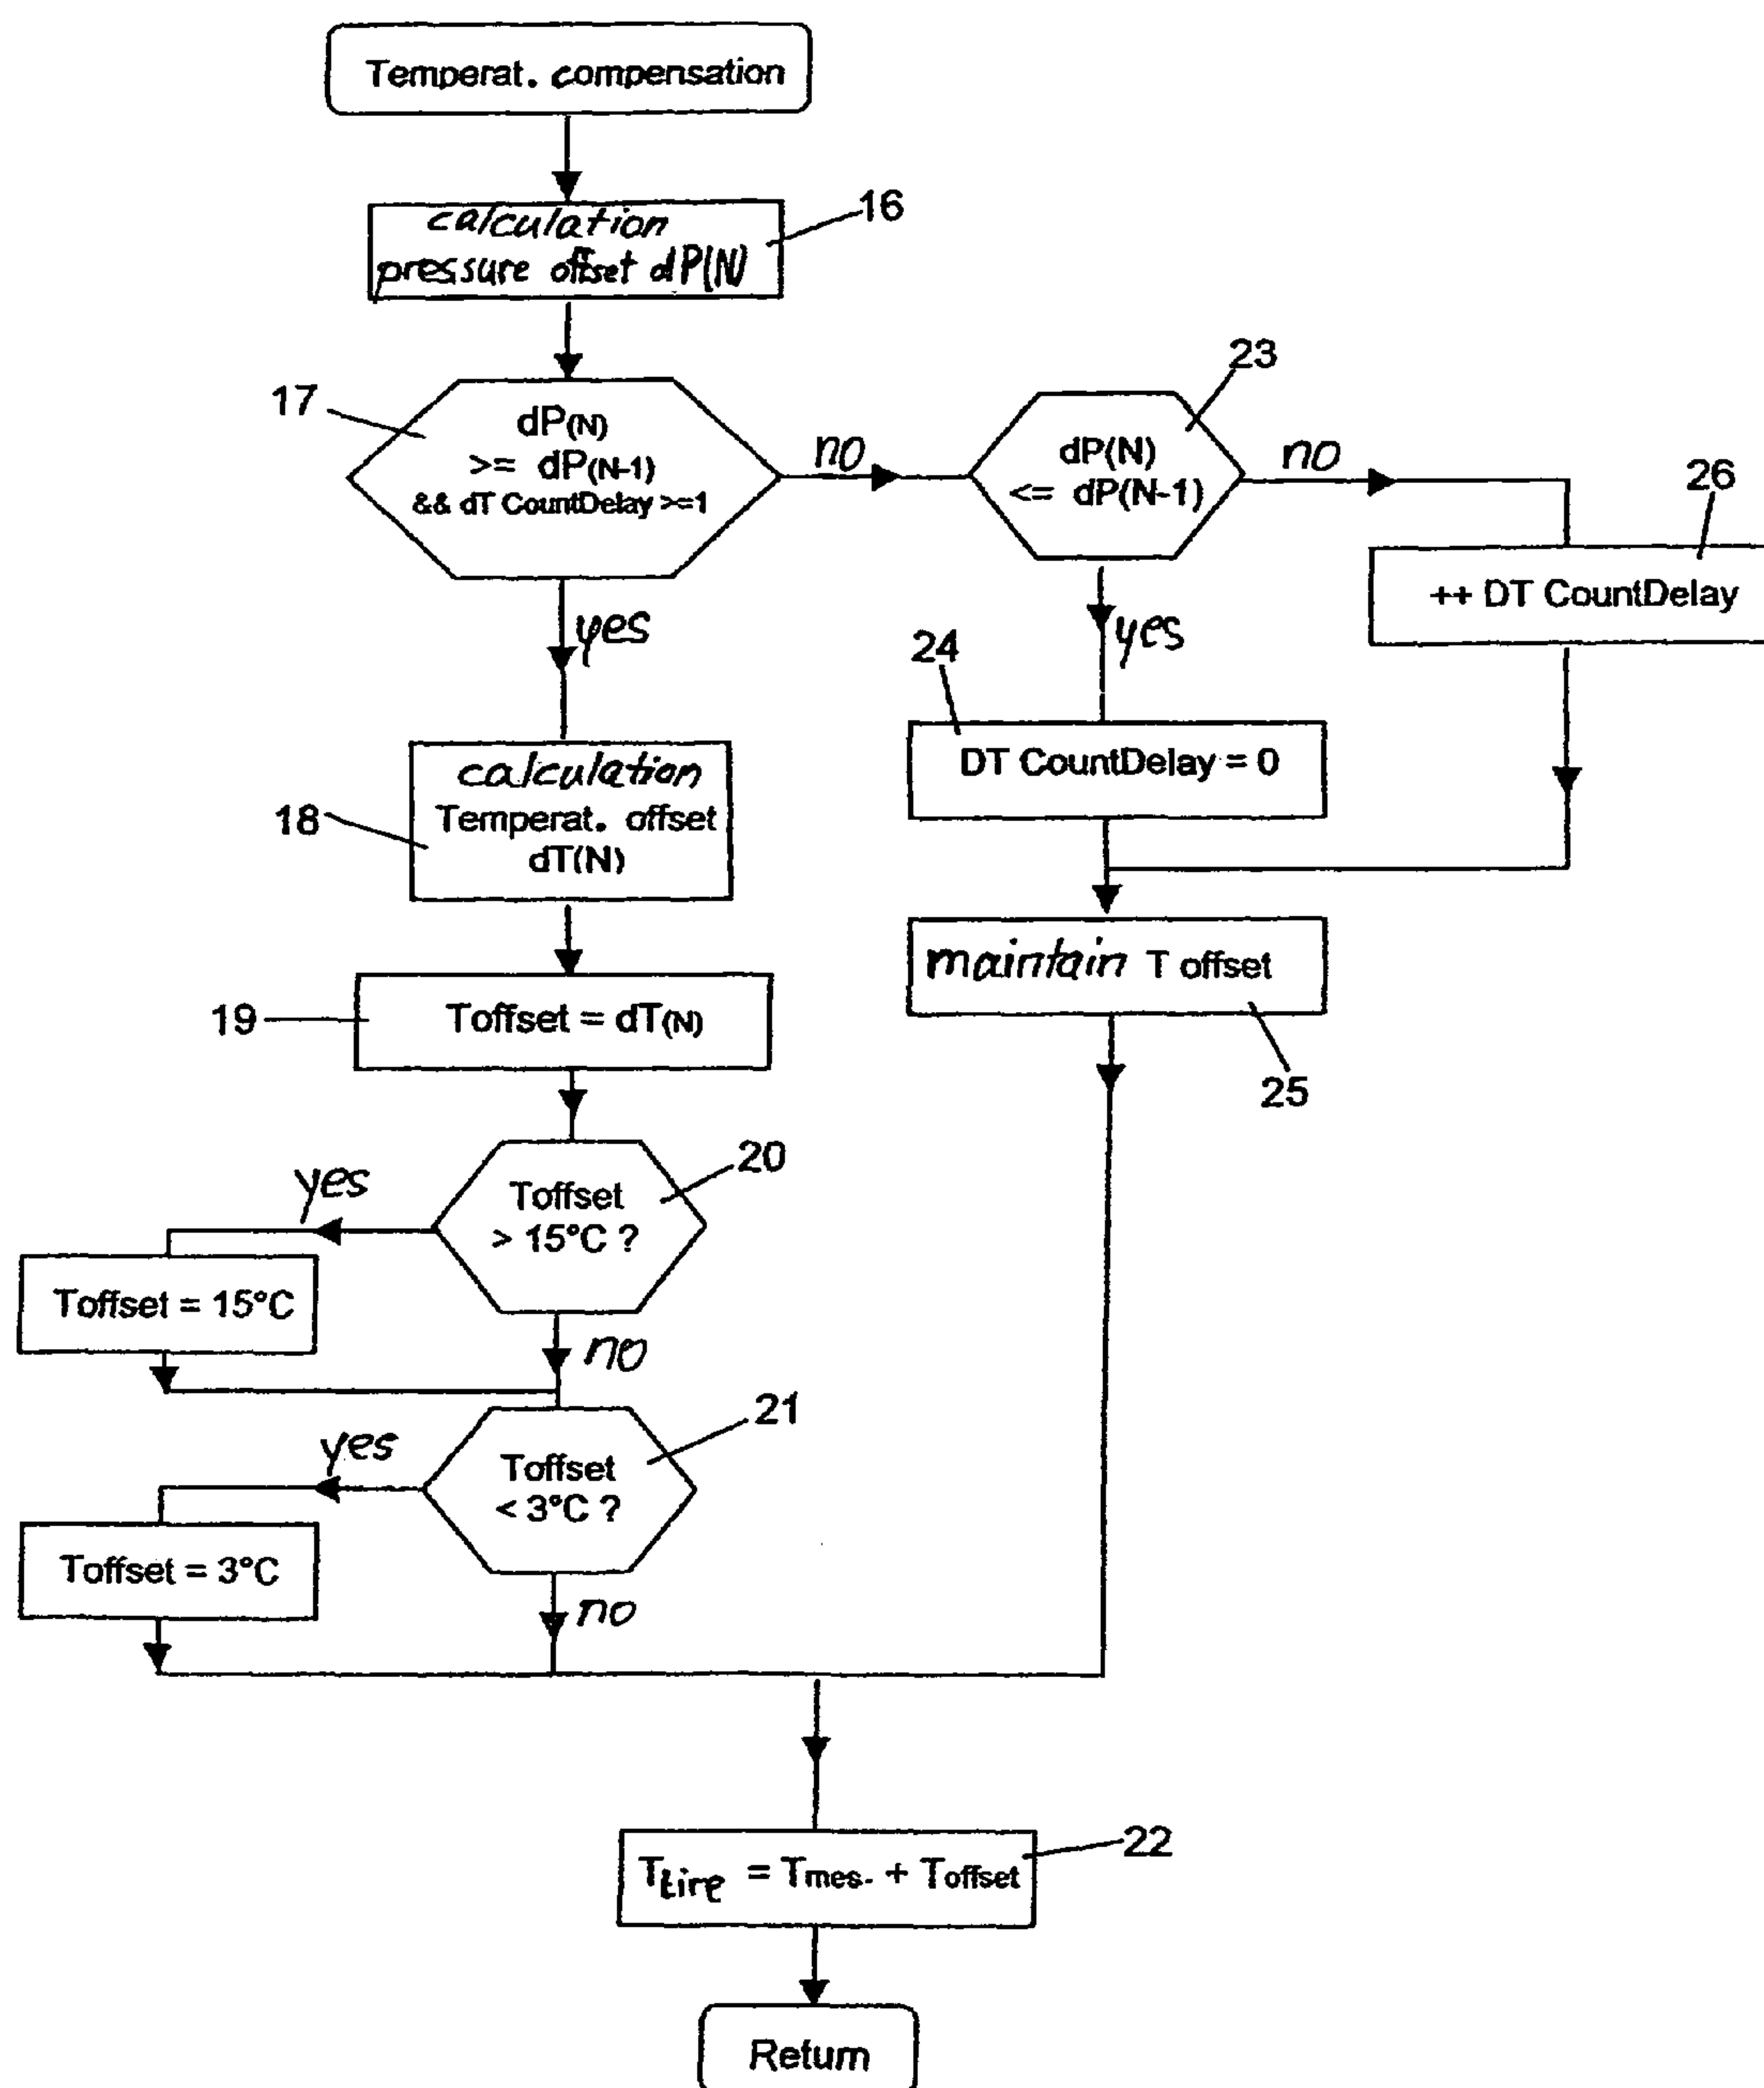 Temperat. compensation
16
calculation
pressure offset dP(N)
17
dP(N)
>= dP(N-1)
&& dT CountDelay >=1
no
23
dP(N)
<= dP(N-1)
no
26
++ DT CountDelay
yes
yes
24
DT CountDelay = 0
18
calculation
Temperat. offset
dT(N)
maintain T offset
25
19
Toffset = dT(N)
20
Toffset
> 15°C ?
yes
Toffset = 15°C
no
21
Toffset
< 3°C ?
yes
Toffset = 3°C
no
22
Ttire = Tmes. + Toffset
Return